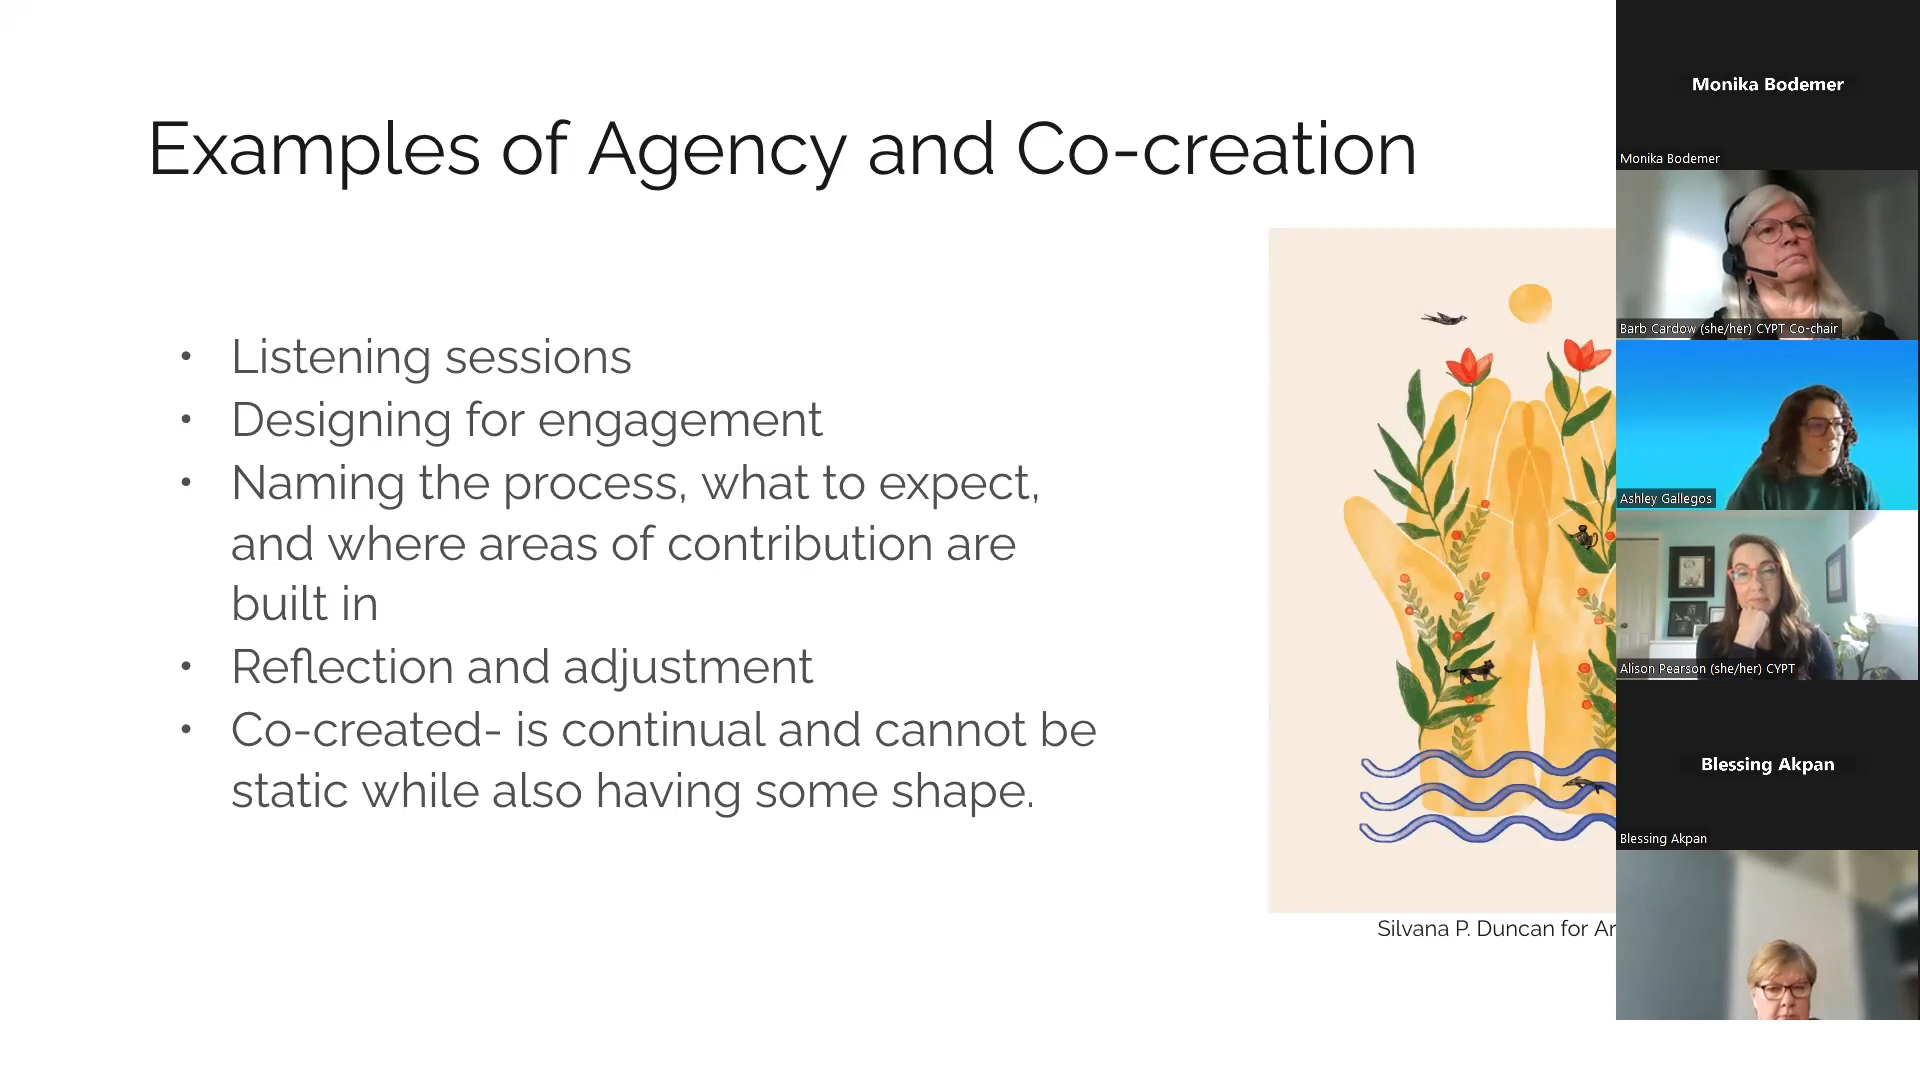 Examples of Agency and Co-creation
• Listening sessions
• Designing for engagement
• Naming the process, what to expect,
and where areas of contribution are
built in
• Reflection and adjustment
• Co-created- is continual and cannot be
static while also having some shape.
Silvana P. Duncan for
Monika Bodemer
Monika Bodemer
Barb Cardow (she/her) CYPT Co-chair
Ashley Gallegos
Alison Pearson (she/her) CYPT
Blessing Akpan
Blessing Akpan